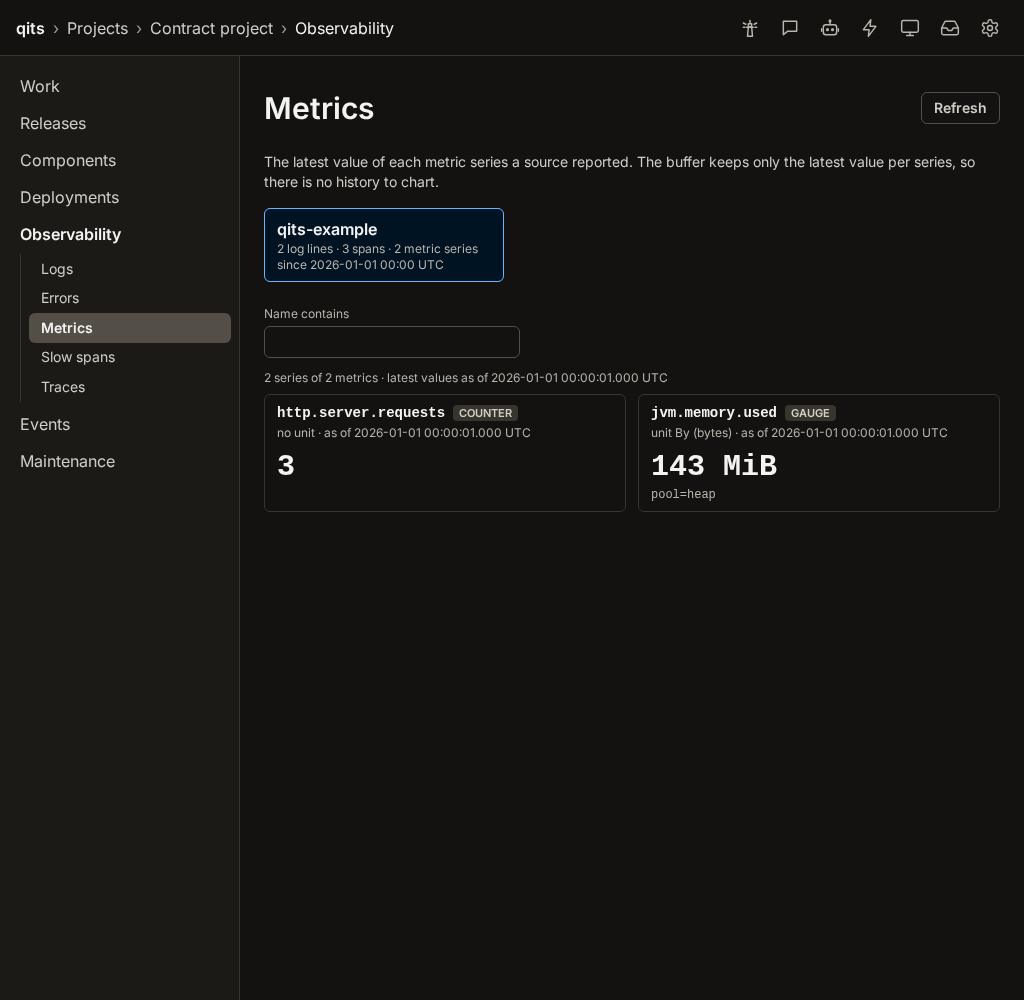 qits › Projects › Contract project › Observability
Work
Releases
Components
Deployments
Observability
Logs
Errors
Metrics
Slow spans
Traces
Events
Maintenance
Metrics
Refresh
The latest value of each metric series a source reported. The buffer keeps only the latest value per series, so
there is no history to chart.
qits-example
2 log lines · 3 spans · 2 metric series
since 2026-01-01 00:00 UTC
Name contains
2 series of 2 metrics · latest values as of 2026-01-01 00:00:01.000 UTC
http.server.requests COUNTER
no unit · as of 2026-01-01 00:00:01.000 UTC
3
jvm.memory.used GAUGE
unit By (bytes) · as of 2026-01-01 00:00:01.000 UTC
143 MiB
pool=heap